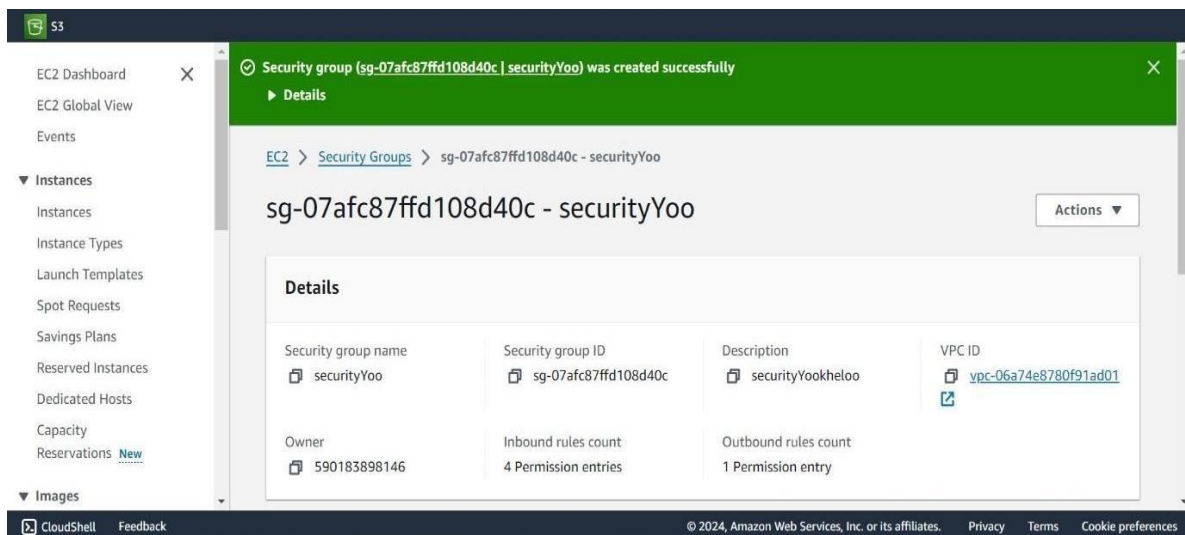 S3
EC2 Dashboard
EC2 Global View
Events
▼ Instances
Instances
Instance Types
Launch Templates
Spot Requests
Savings Plans
Reserved Instances
Dedicated Hosts
Capacity
Reservations New
▼ Images
Security group (sg-07afc87ffd108d40c | securityYoo) was created successfully
▶ Details
EC2 > Security Groups > sg-07afc87ffd108d40c - securityYoo
sg-07afc87ffd108d40c - securityYoo
Actions ▼
Details
Security group name
securityYoo
Security group ID
sg-07afc87ffd108d40c
Description
securityYookheloo
VPC ID
vpc-06a74e8780f91ad01
Owner
590183898146
Inbound rules count
4 Permission entries
Outbound rules count
1 Permission entry
CloudShell Feedback © 2024, Amazon Web Services, Inc. or its affiliates. Privacy Terms Cookie preferences